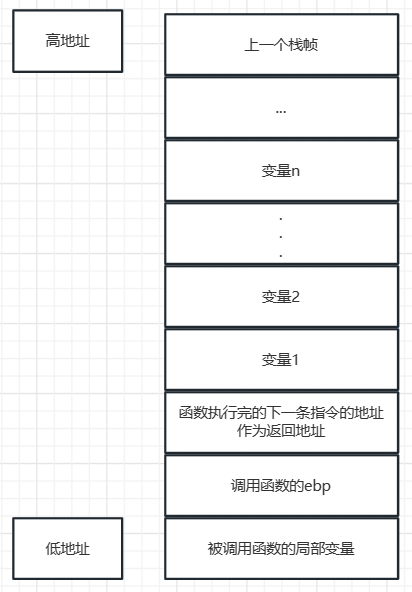 高地址
上一个栈帧
...
变量n
.
.
.
变量2
变量1
函数执行完的下一条指令的地址
作为返回地址
调用函数的ebp
低地址
被调用函数的局部变量